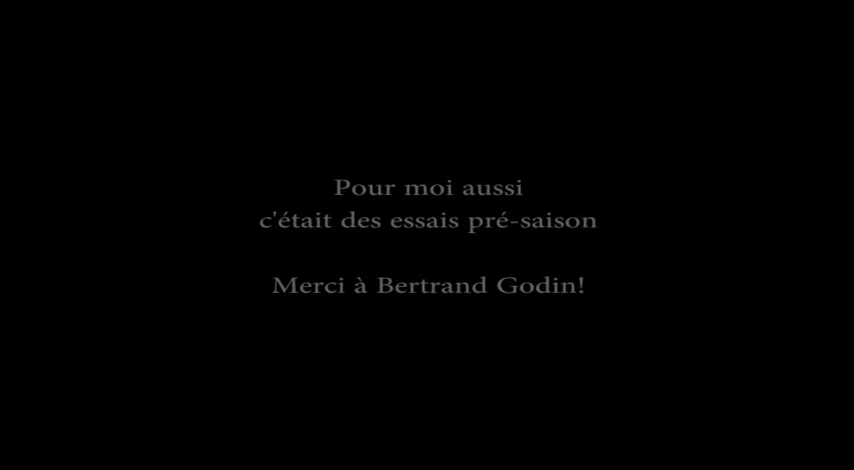 Pour moi aussi
c'était des essais pré-saison
Merci à Bertrand Godin!